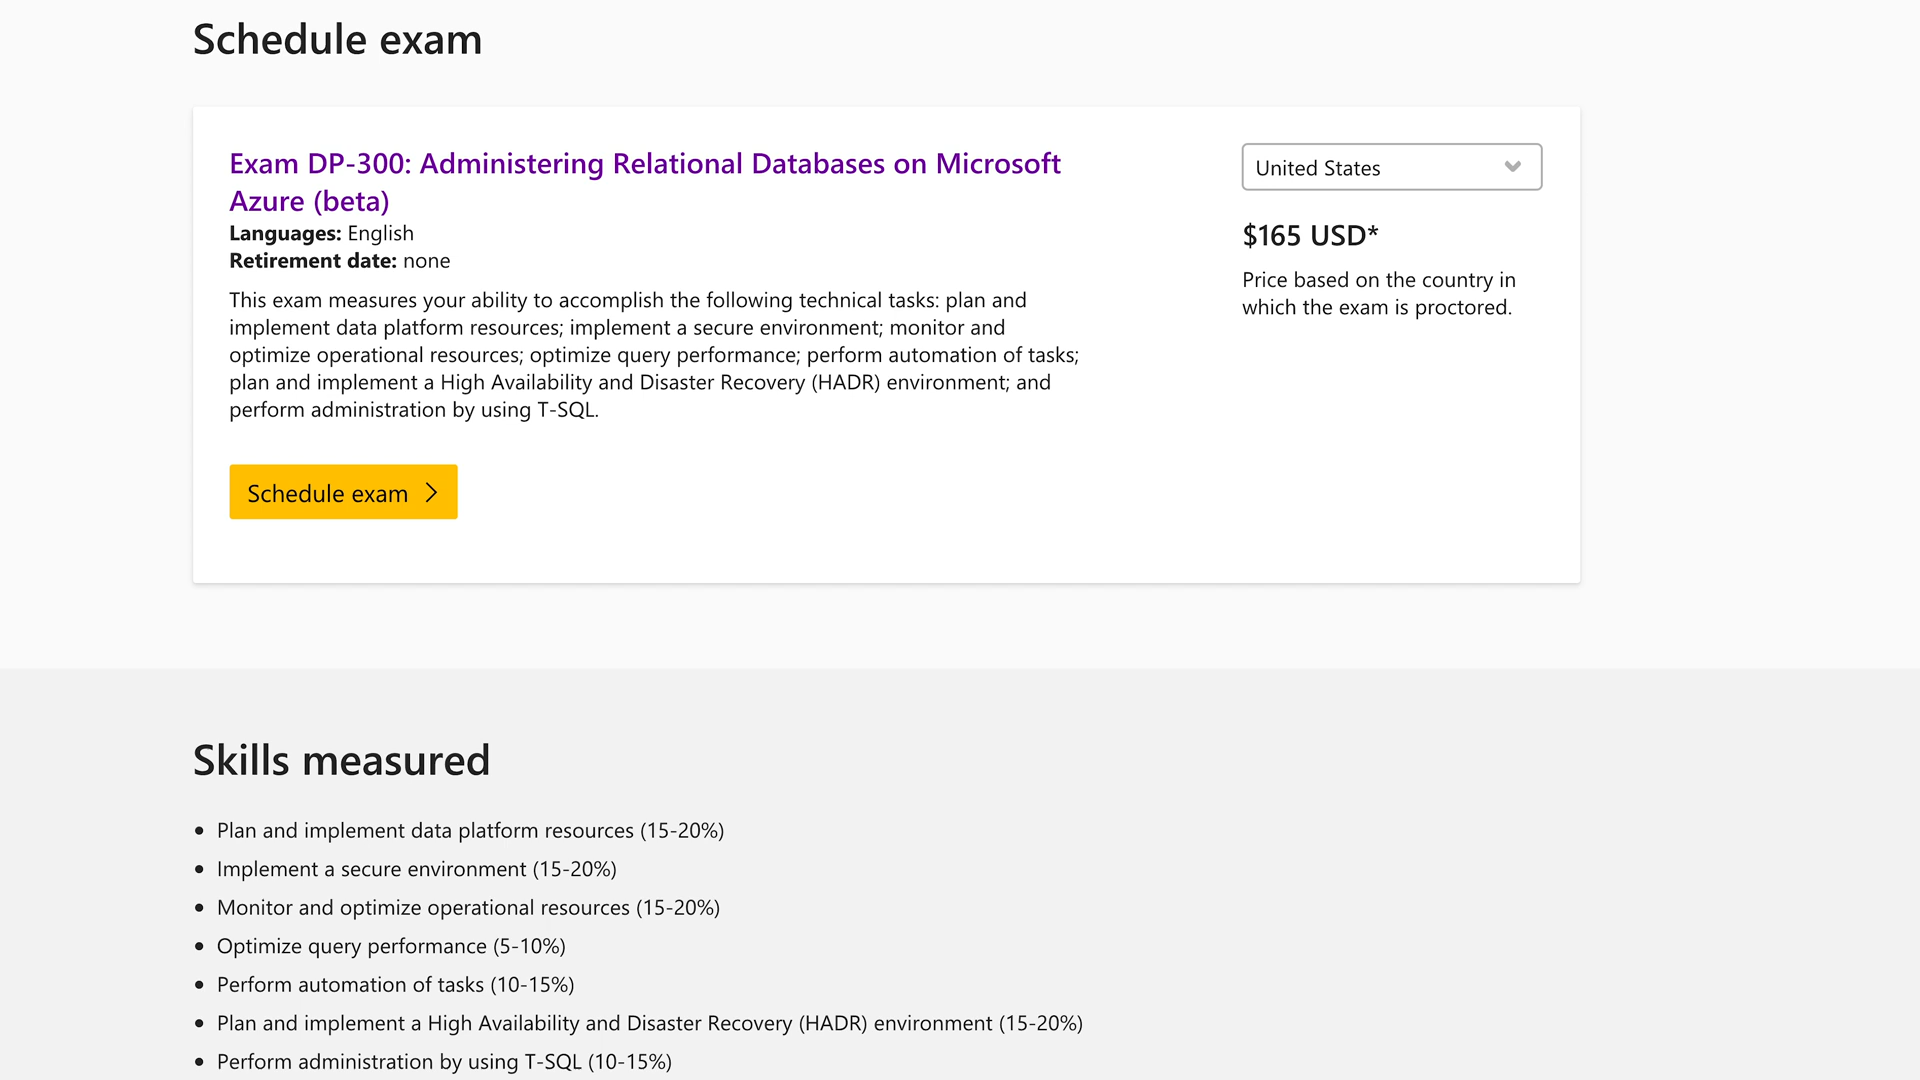 Schedule exam
Exam DP-300: Administering Relational Databases on Microsoft
Azure (beta)
Languages: English
Retirement date: none
This exam measures your ability to accomplish the following technical tasks: plan and
implement data platform resources; implement a secure environment; monitor and
optimize operational resources; optimize query performance; perform automation of tasks;
plan and implement a High Availability and Disaster Recovery (HADR) environment; and
perform administration by using T-SQL.
Schedule exam
United States
$165 USD*
Price based on the country in
which the exam is proctored.
Skills measured
• Plan and implement data platform resources (15-20%)
• Implement a secure environment (15-20%)
• Monitor and optimize operational resources (15-20%)
• Optimize query performance (5-10%)
• Perform automation of tasks (10-15%)
• Plan and implement a High Availability and Disaster Recovery (HADR) environment (15-20%)
• Perform administration by using T-SQL (10-15%)